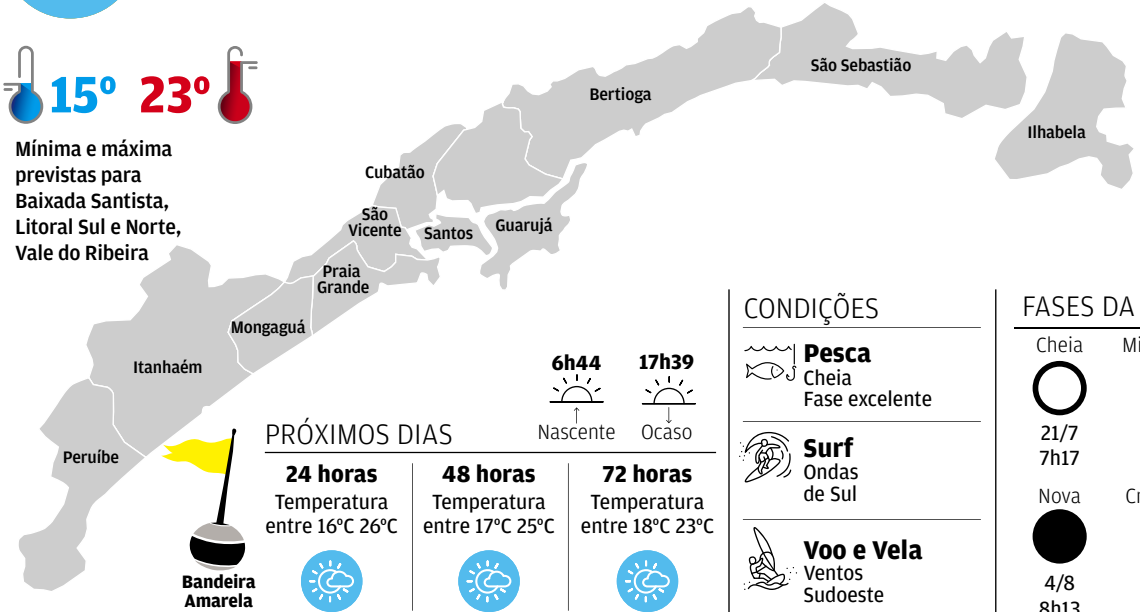 15º 23º
Mínima e máxima
previstas para
Baixada Santista,
Litoral Sul e Norte,
Vale do Ribeira
São Sebastião
Bertioga
Ilhabela
Cubatão
São
Vicente
Santos
Guarujá
Praia
Grande
Mongaguá
Itanhaém
Peruíbe
Bandeira
Amarela
6h44
Nascente
17h39
Ocaso
PRÓXIMOS DIAS
24 horas
Temperatura
entre 16ºC 26ºC
48 horas
Temperatura
entre 17ºC 25ºC
72 horas
Temperatura
entre 18ºC 23ºC
CONDIÇÕES
Pesca
Cheia
Fase excelente
Surf
Ondas
de Sul
Voo e Vela
Ventos
Sudoeste
FASES DA
Cheia
21/7
7h17
Nova
4/8
8h13